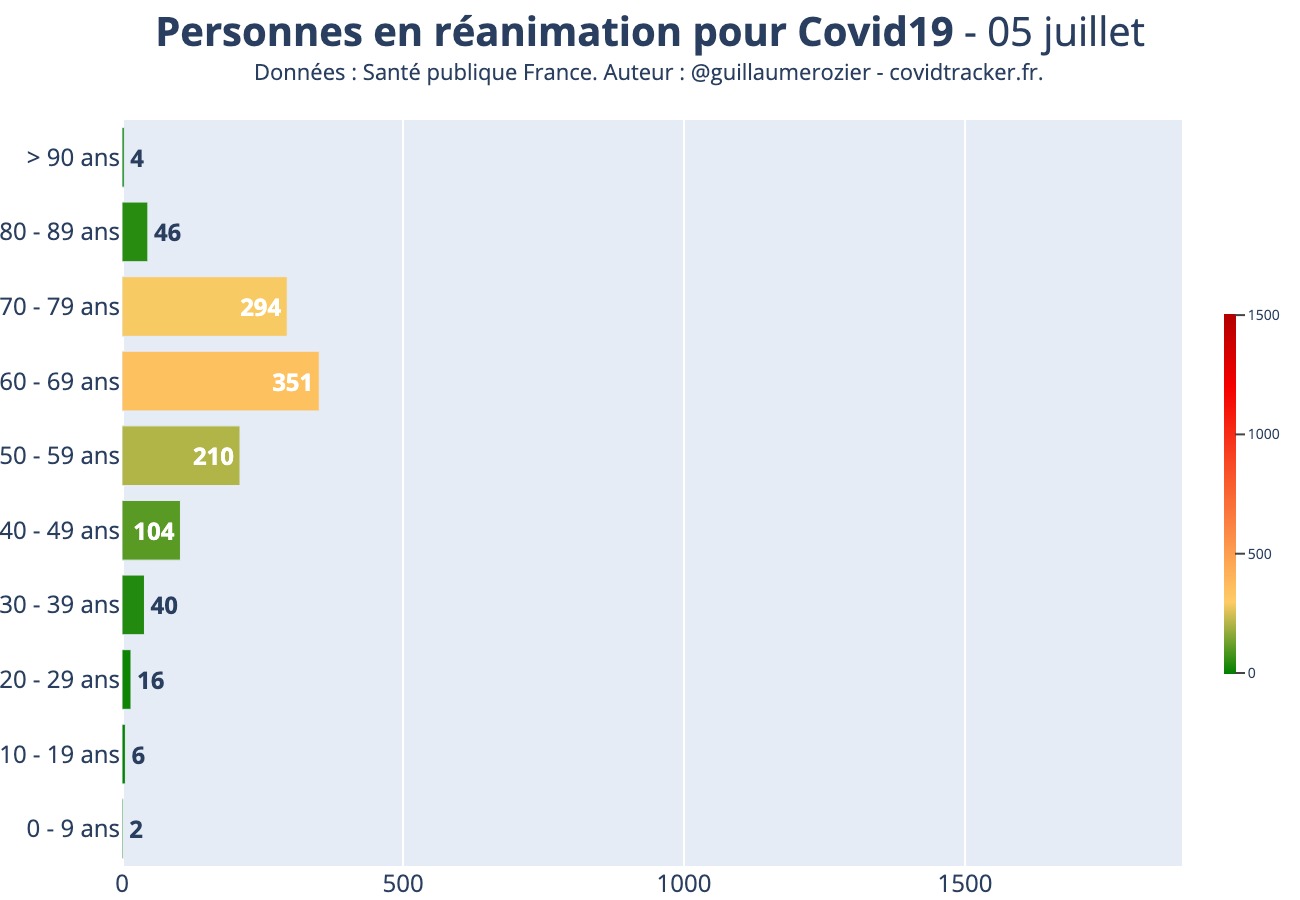 Personnes en réanimation pour Covid19 - 05 juillet
Données : Santé publique France. Auteur : @guillaumerozier - covidtracker.fr.
> 90 ans 4
80 - 89 ans 46
70 - 79 ans 294
60 - 69 ans 351
50 - 59 ans 210
40 - 49 ans 104
30 - 39 ans 40
20 - 29 ans 16
10 - 19 ans 6
0 - 9 ans 2
0 500 1000 1500
1500
1000
500
0